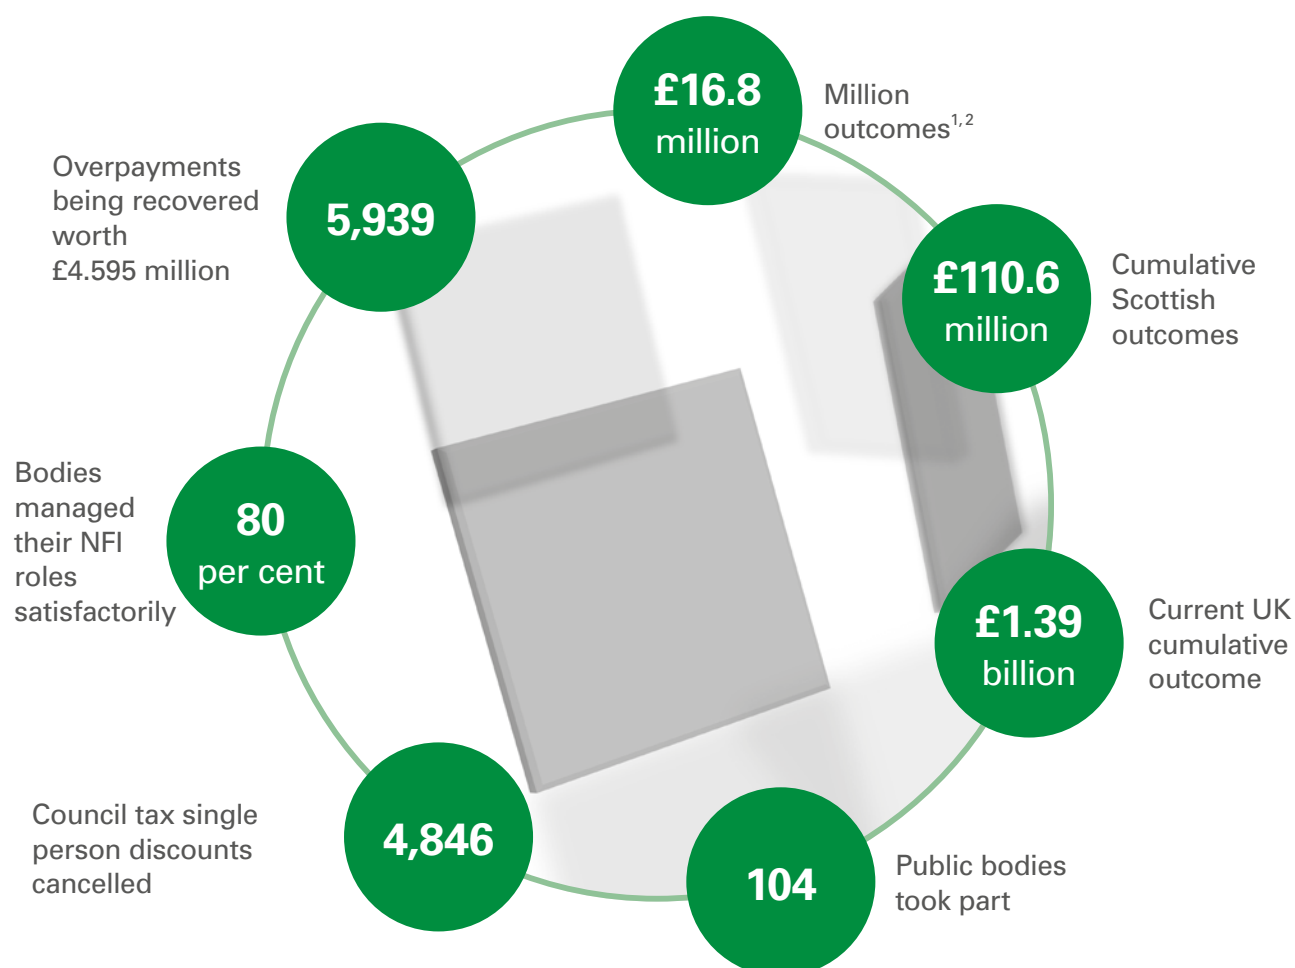 £16.8
million
Million
outcomes1,2
£110.6
million
Cumulative
Scottish
outcomes
£1.39
billion
Current UK
cumulative
outcome
104
Public bodies
took part
4,846
Council tax single
person discounts
cancelled
80
per cent
Bodies
managed
their NFI
roles
satisfactorily
5,939
Overpayments
being recovered
worth
£4.595 million